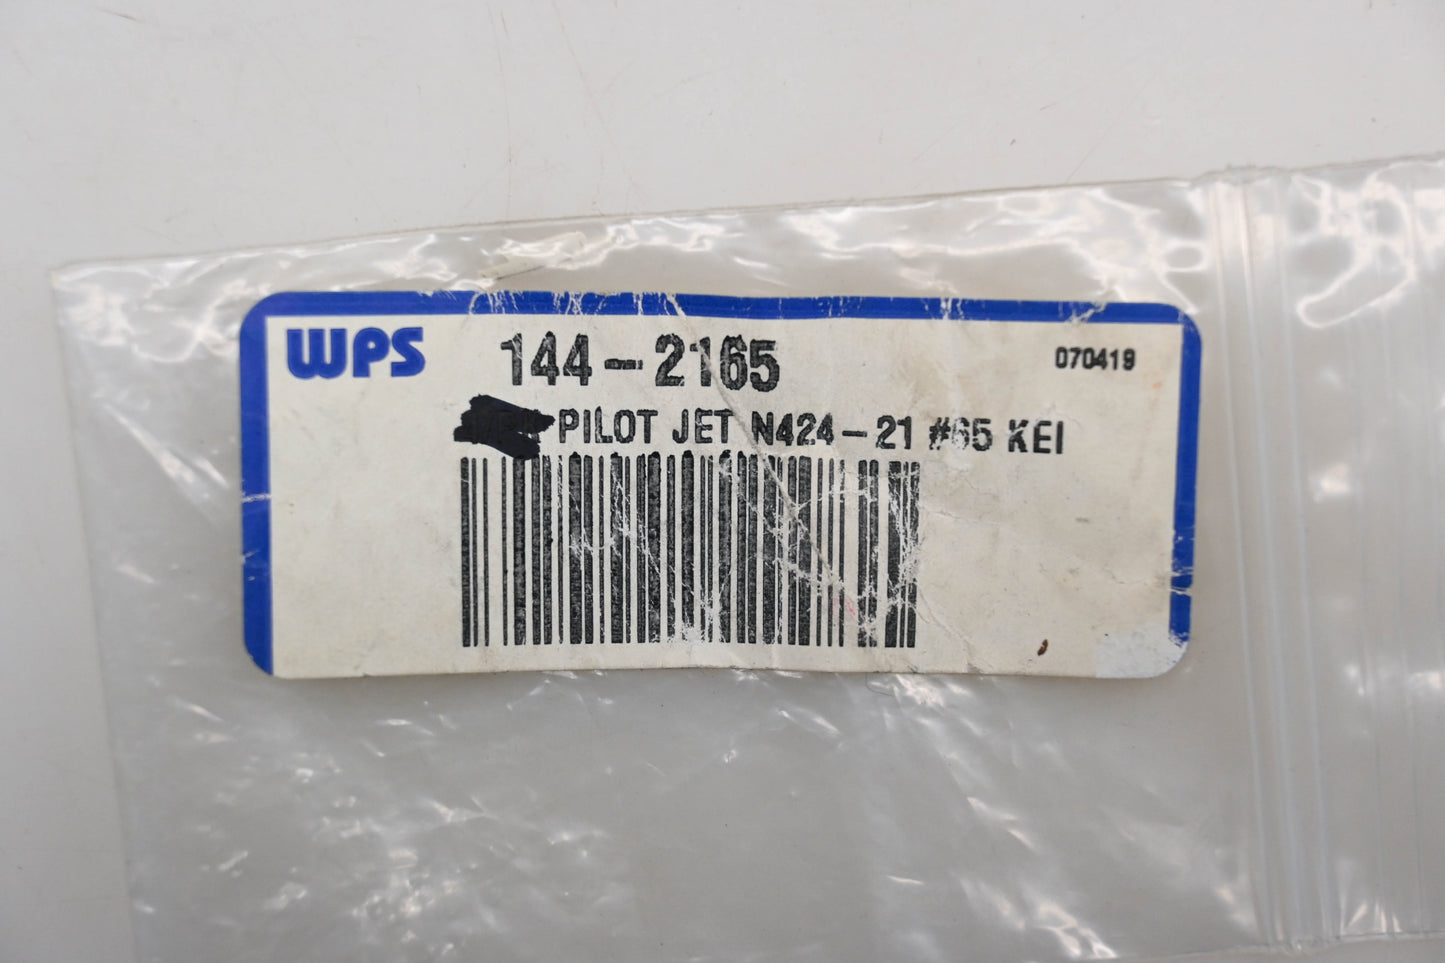 WPS 144-2165 070419
PILOT JET N424-21 #65 KEI